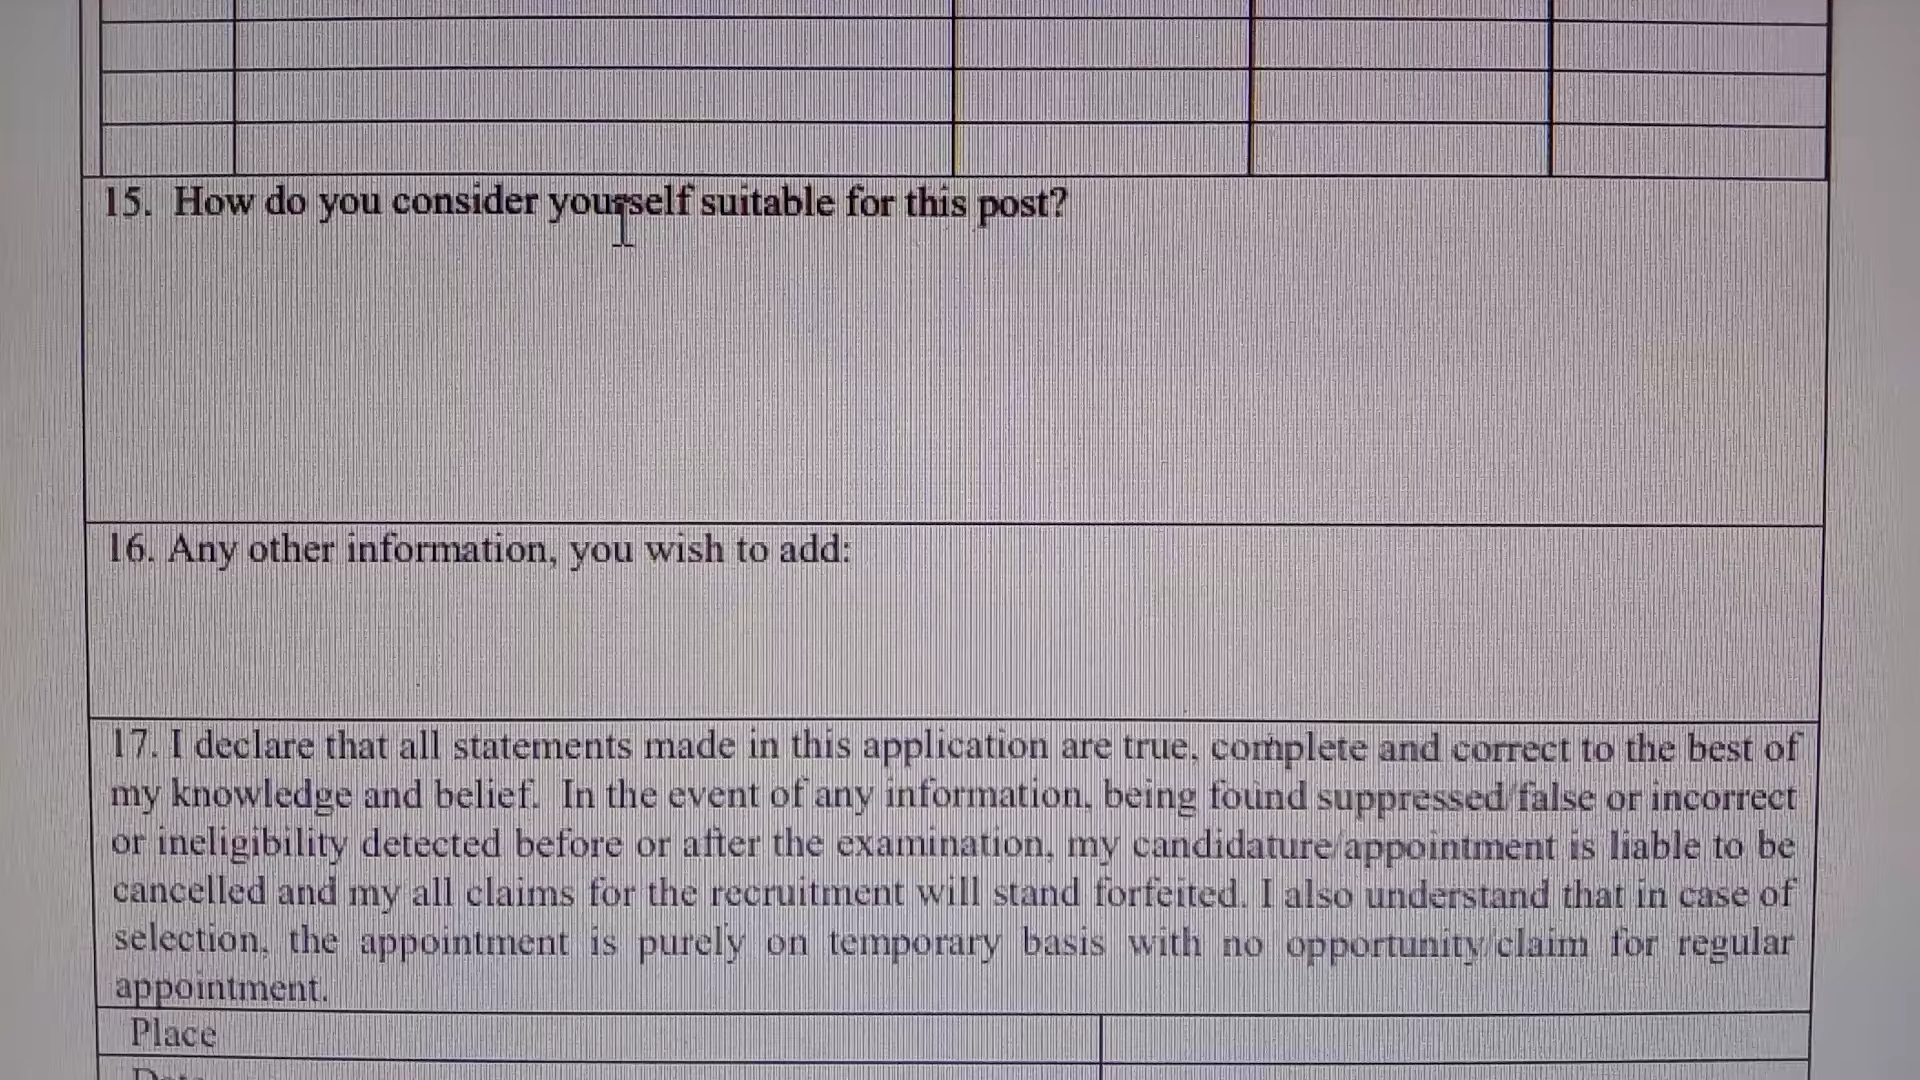 15. How do you consider yourself suitable for this post?
16. Any other information, you wish to add:
17. I declare that all statements made in this application are true, complete and correct to the best of
my knowledge and belief. In the event of any information, being found suppressed/false or incorrect
or ineligibility detected before or after the examination, my candidature/appointment is liable to be
cancelled and my all claims for the recruitment will stand forfeited. I also understand that in case of
selection, the appointment is purely on temporary basis with no opportunity/claim for regular
appointment.
Place